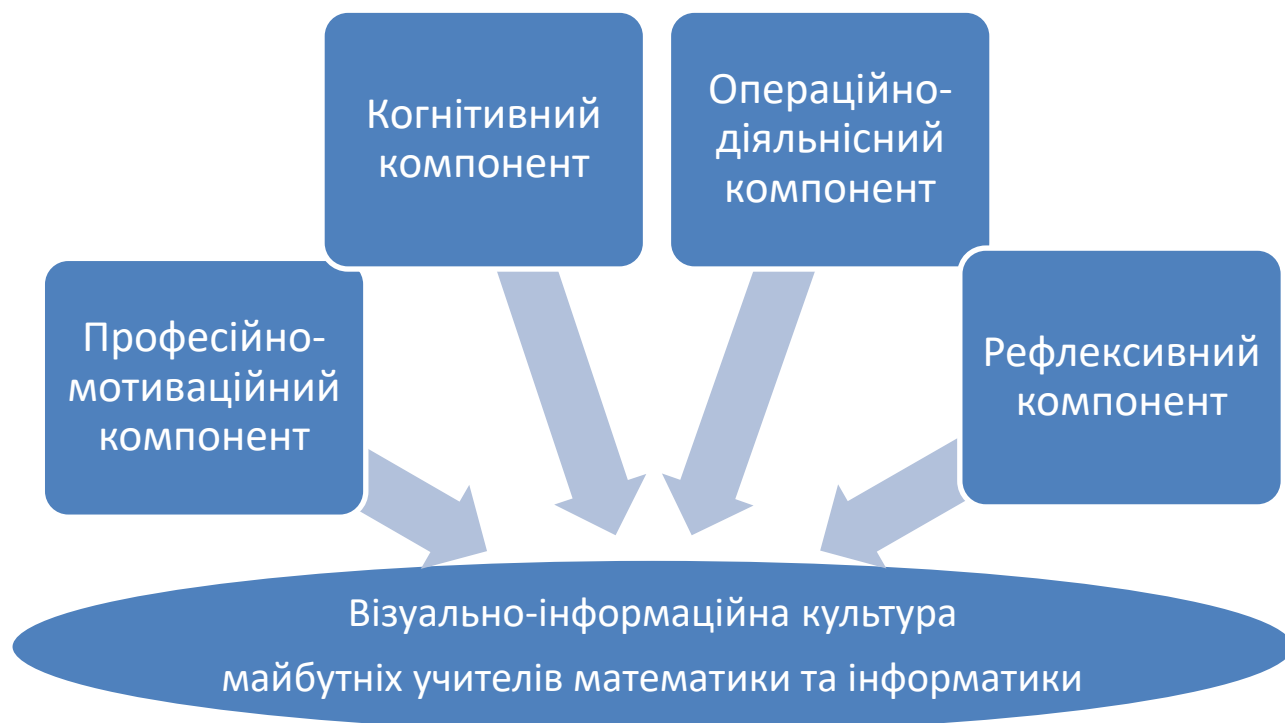 Професійно-
мотиваційний
компонент
Когнітивний
компонент
Операційно-
діяльнісний
компонент
Рефлексивний
компонент
Візуально-інформаційна культура
майбутніх учителів математики та інформатики